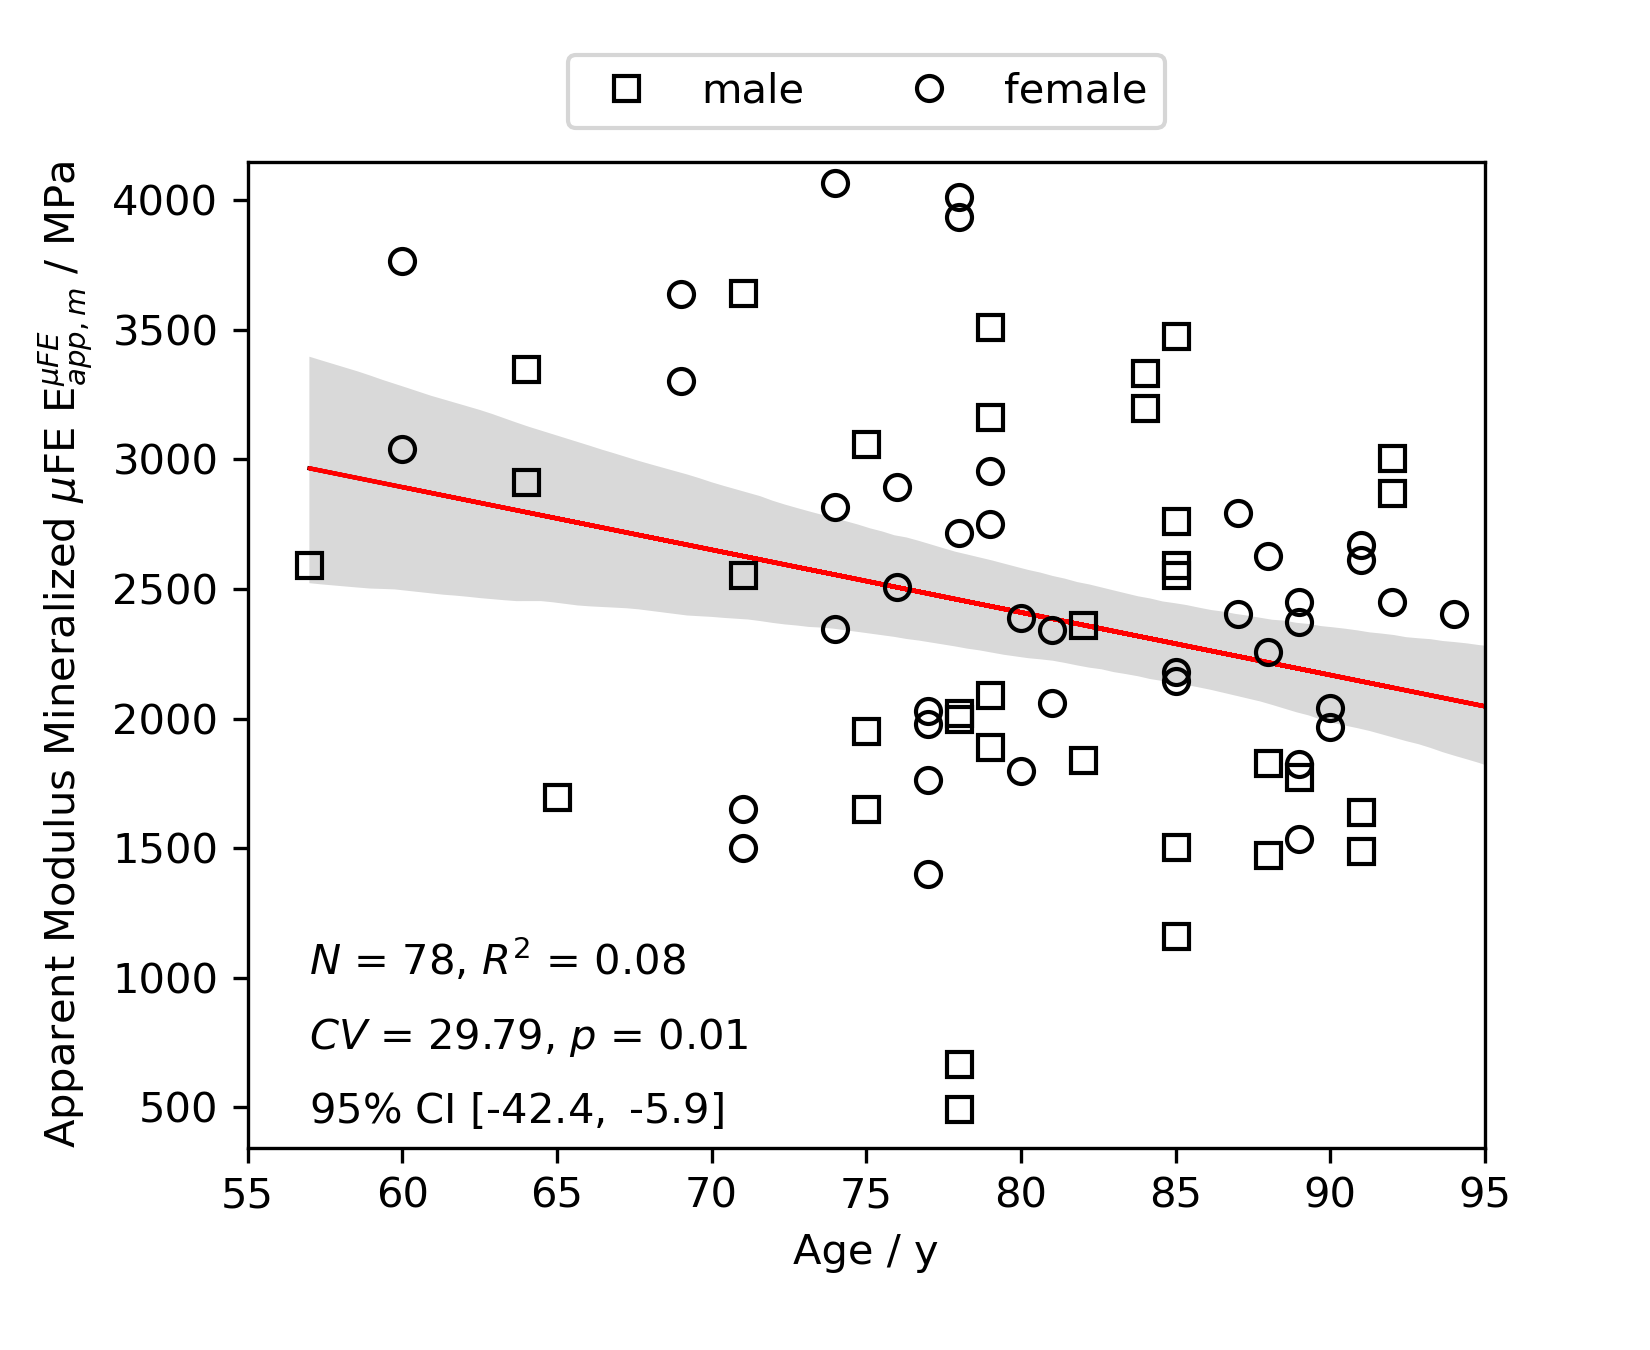 male female
Apparent Modulus Mineralized μFE E^{μFE}_{app, m} / MPa
4000
3500
3000
2500
2000
1500
1000
500
N = 78, R² = 0.08
CV = 29.79, p = 0.01
95% CI [-42.4, -5.9]
55 60 65 70 75 80 85 90 95
Age / y